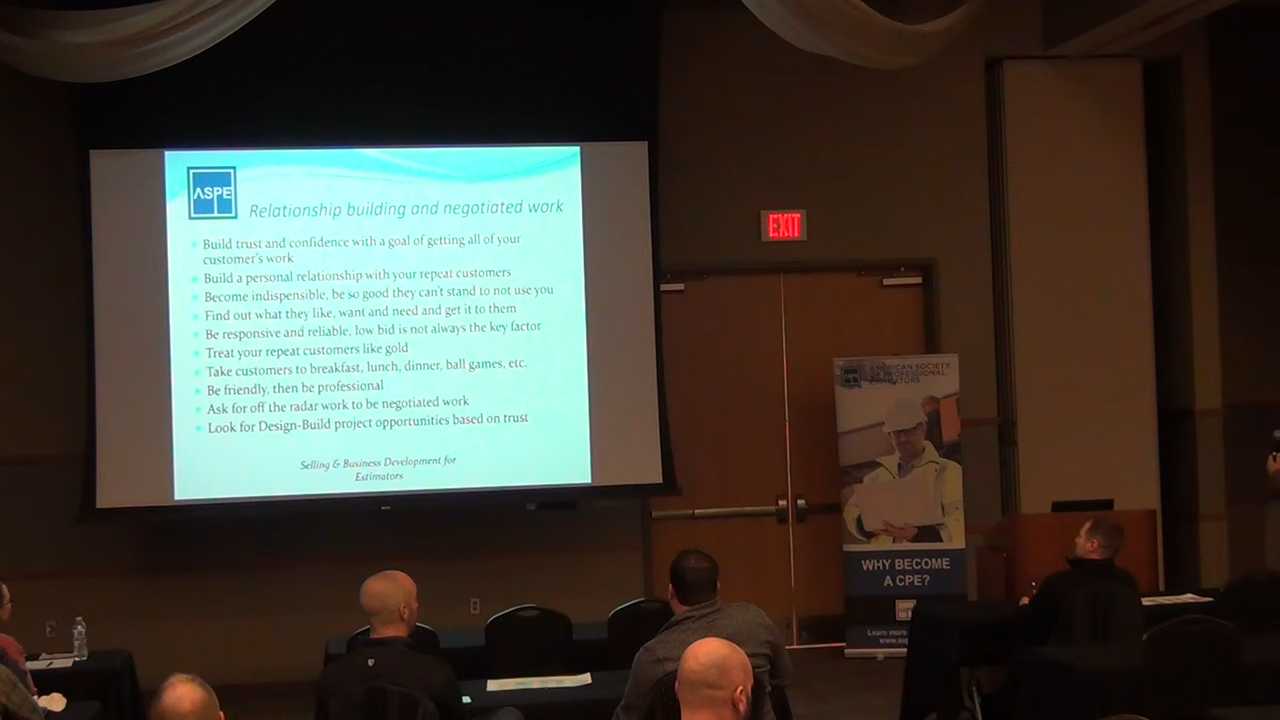 ASPE
Relationship building and negotiated work
Build trust and confidence with a goal of getting all of your
customer's work
Build a personal relationship with your repeat customers
Become indispensible, be so good they can't stand to not use you
Find out what they like, want and need and get it to them
Be responsive and reliable, low bid is not always the key factor
Treat your repeat customers like gold
Take customers to breakfast, lunch, dinner, ball games, etc.
Be friendly, then be professional
Ask for off the radar work to be negotiated work
Look for Design-Build project opportunities based on trust
Selling & Business Development for
Estimators
EXIT
AMERICAN SOCIETY
OF PROFESSIONAL
ESTIMATORS
WHY BECOME
A CPE?
ASPE
Learn more